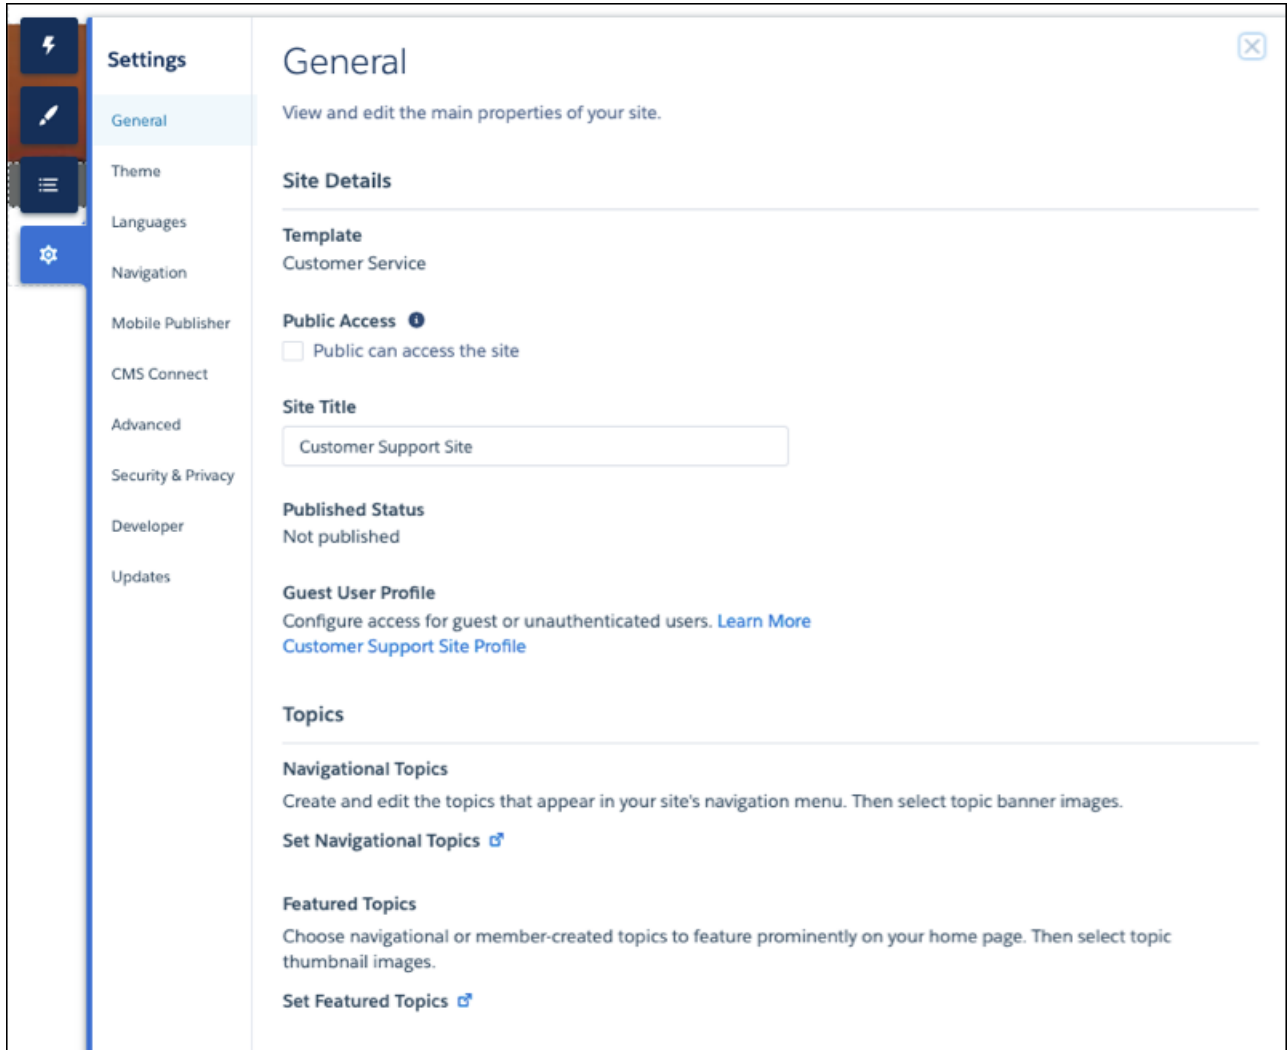 Settings
General
Theme
Languages
Navigation
Mobile Publisher
CMS Connect
Advanced
Security & Privacy
Developer
Updates
General
View and edit the main properties of your site.
Site Details
Template
Customer Service
Public Access
Public can access the site
Site Title
Customer Support Site
Published Status
Not published
Guest User Profile
Configure access for guest or unauthenticated users. Learn More
Customer Support Site Profile
Topics
Navigational Topics
Create and edit the topics that appear in your site's navigation menu. Then select topic banner images.
Set Navigational Topics
Featured Topics
Choose navigational or member-created topics to feature prominently on your home page. Then select topic
thumbnail images.
Set Featured Topics